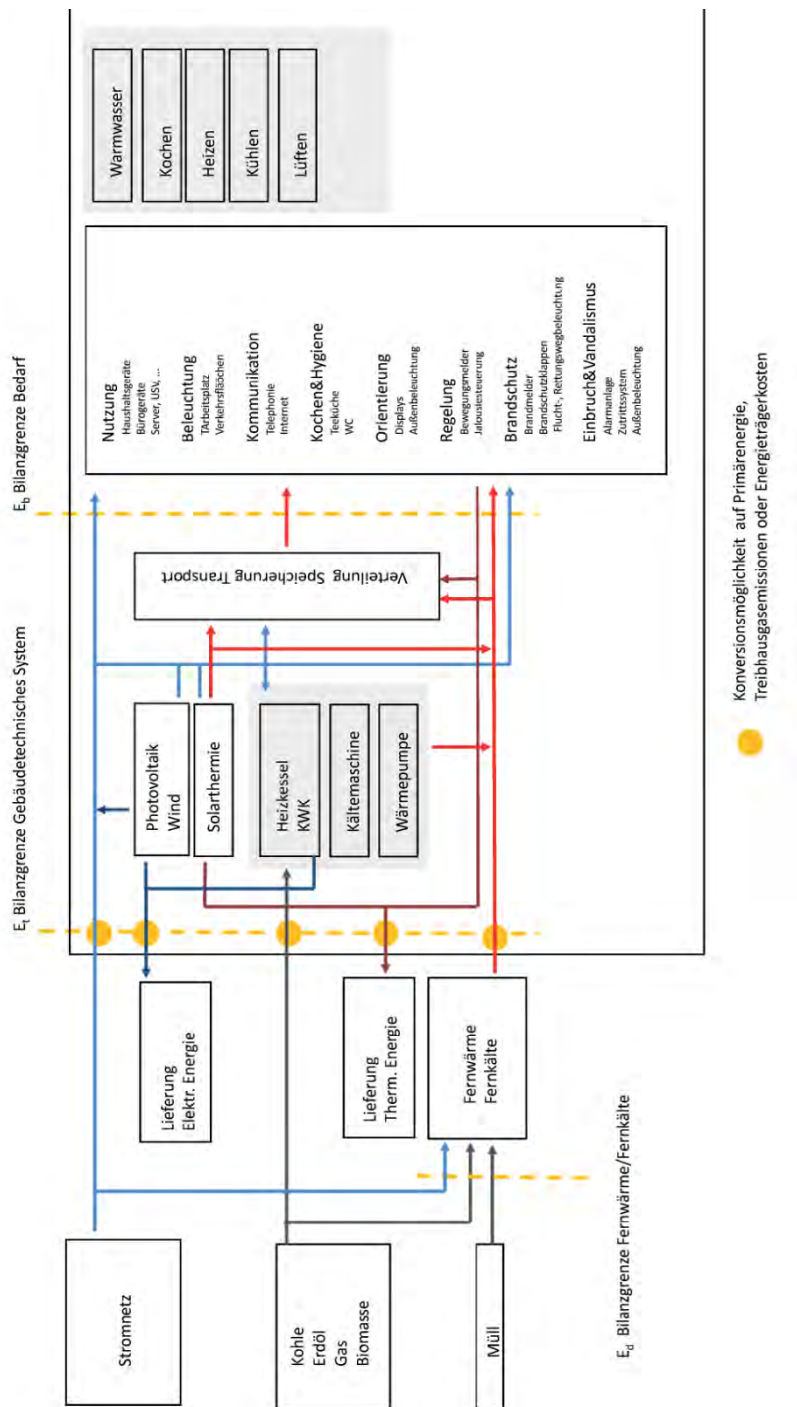 E_b Bilanzgrenze Bedarf
E_t Bilanzgrenze Gebäudetechnisches System
E_d Bilanzgrenze Fernwärme/Fernkälte
Stromnetz
Kohle
Erdöl
Gas
Biomasse
Müll
Lieferung
Elektr. Energie
Lieferung
Therm. Energie
Fernwärme
Fernkälte
Photovoltaik
Wind
Solarthermie
Heizkessel
KWK
Kältemaschine
Wärmepumpe
Verteilung Speicherung Transport
Nutzung
Haushaltsgeräte
Bürogeräte
Server, USV, ...
Beleuchtung
TArbeitsplatz
Verkehrsfläächen
Kommunikation
Telephonie
Internet
Kochen&Hygiene
Teeküche
WC
Orientierung
Displays
Außenbeleuchtung
Regelung
Bewegungsmelder
Jalousiesteuerung
Brandschutz
Brandmelder
Brandschutzklappen
Flucht-, Rettungswegbeleuchtung
Einbruch&Vandalismus
Alarmanlage
Zutrittssystem
Außenbeleuchtung
Warmwasser
Kochen
Heizen
Kühlen
Lüften
Konversionsmöglichkeit auf Primärenergie,
Treibhausgasemissionen oder Energieträgerkosten